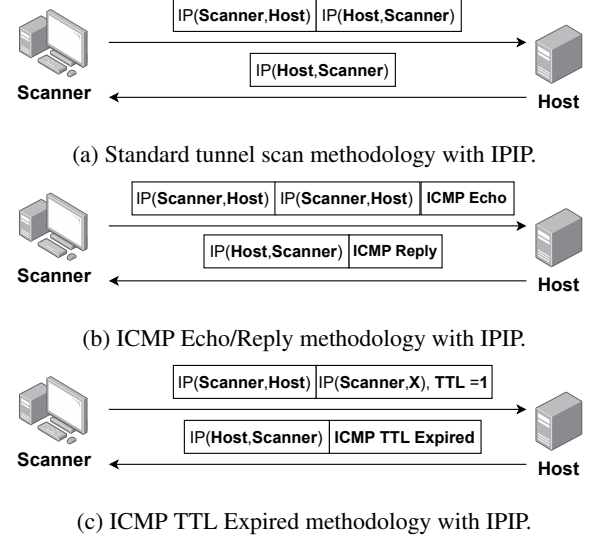 IP(Scanner,Host) IP(Host,Scanner)
IP(Host,Scanner)
Scanner Host
(a) Standard tunnel scan methodology with IPIP.
IP(Scanner,Host) IP(Scanner,Host) ICMP Echo
IP(Host,Scanner) ICMP Reply
Scanner Host
(b) ICMP Echo/Reply methodology with IPIP.
IP(Scanner,Host) IP(Scanner,X), TTL =1
IP(Host,Scanner) ICMP TTL Expired
Scanner Host
(c) ICMP TTL Expired methodology with IPIP.